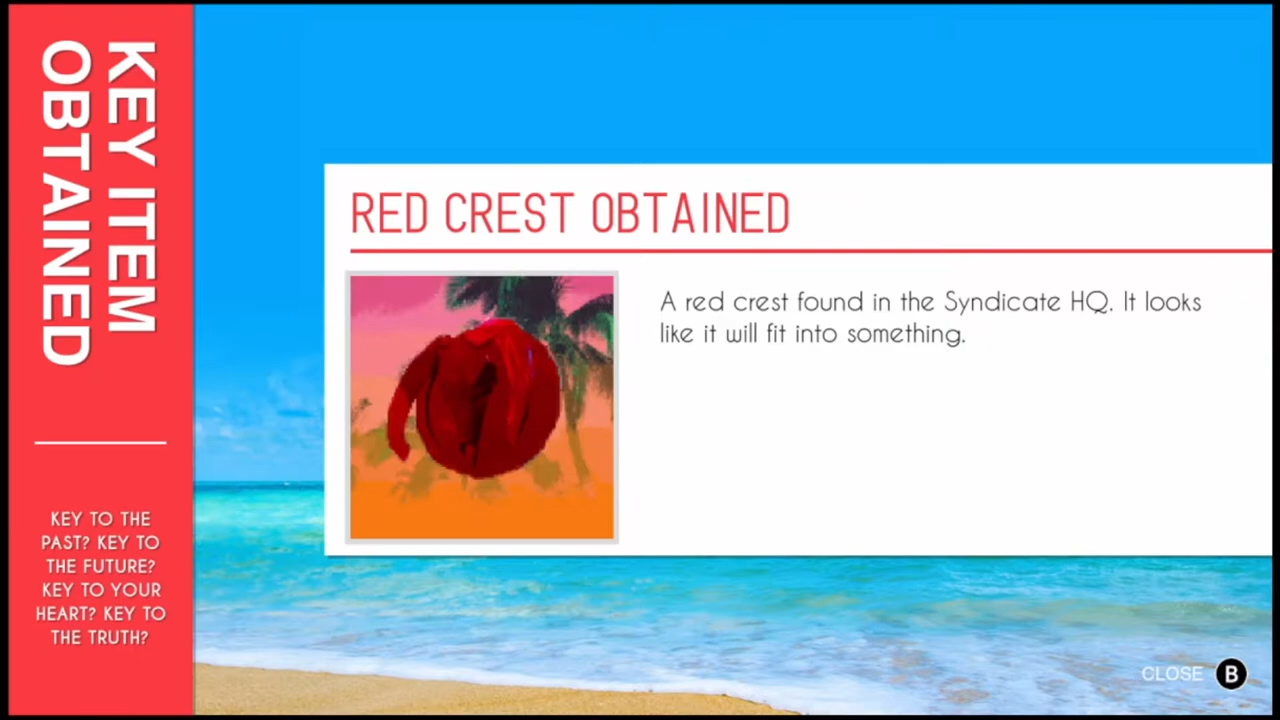 KEY ITEM
OBTAINED
KEY TO THE
PAST? KEY TO
THE FUTURE?
KEY TO YOUR
HEART? KEY TO
THE TRUTH?
RED CREST OBTAINED
A red crest found in the Syndicate HQ. It looks
like it will fit into something.
CLOSE B